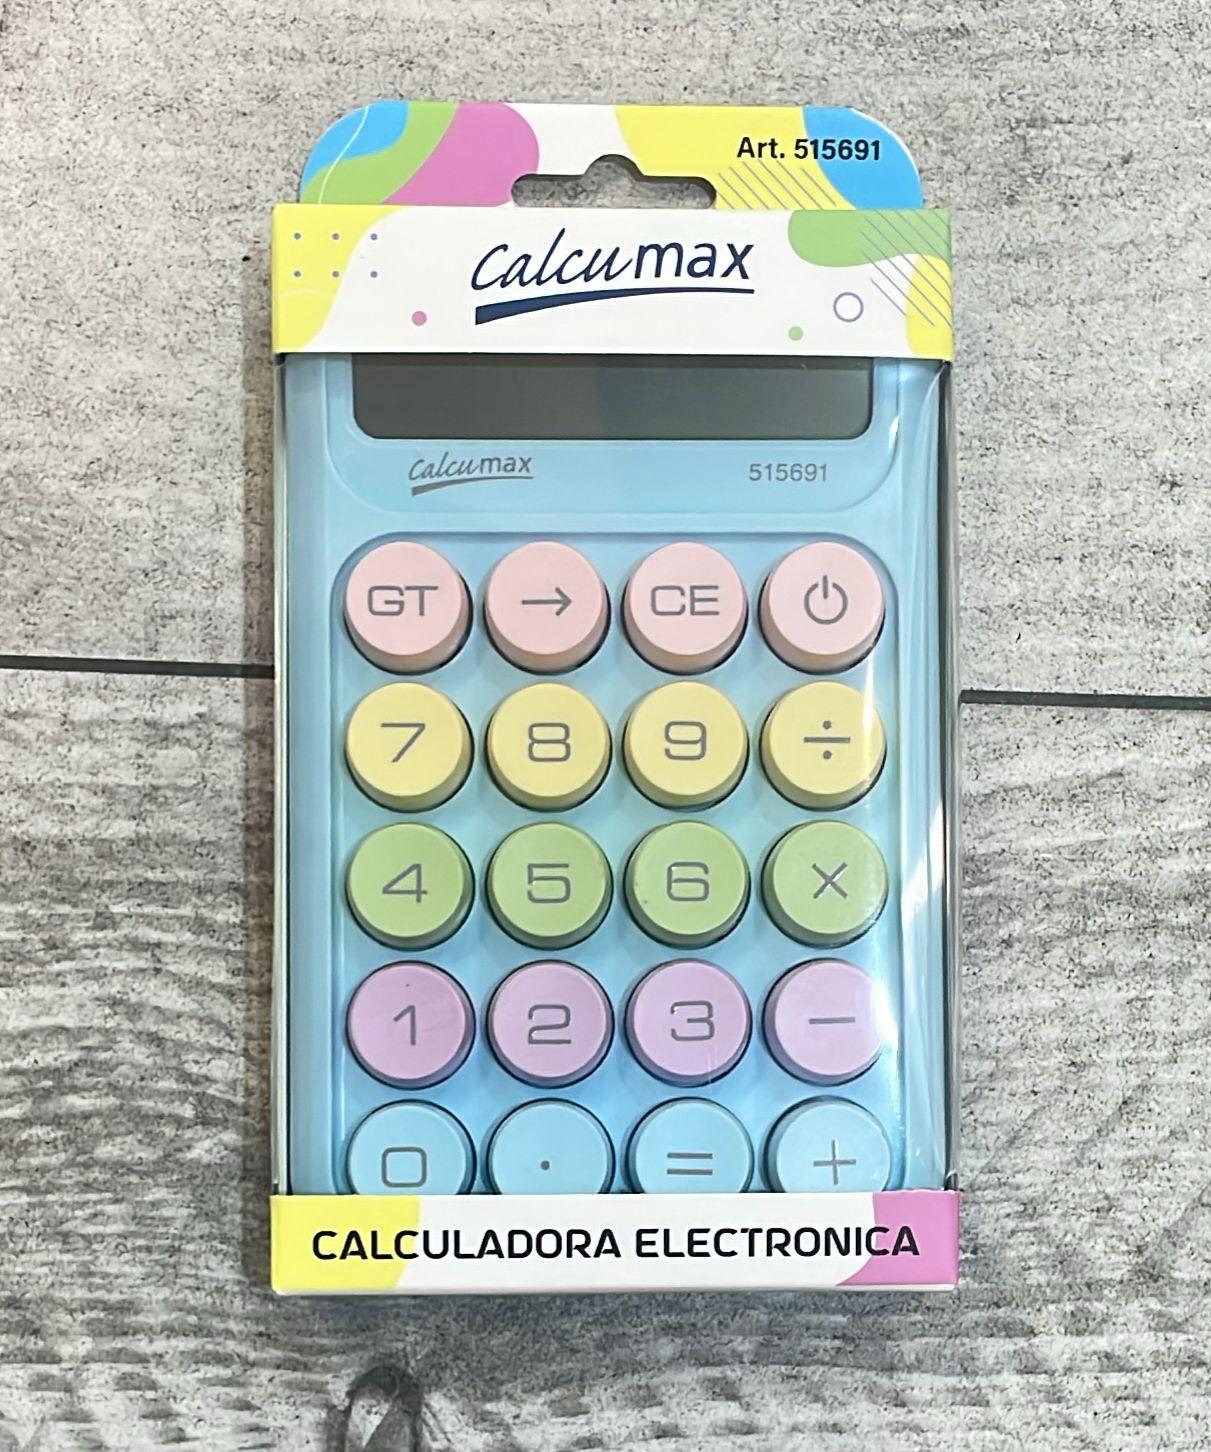 Art. 515691
calcumax
calcumax 515691
GT → CE
7 8 9 ÷
4 5 6 ×
1 2 3 −
0 . = +
CALCULADORA ELECTRONICA